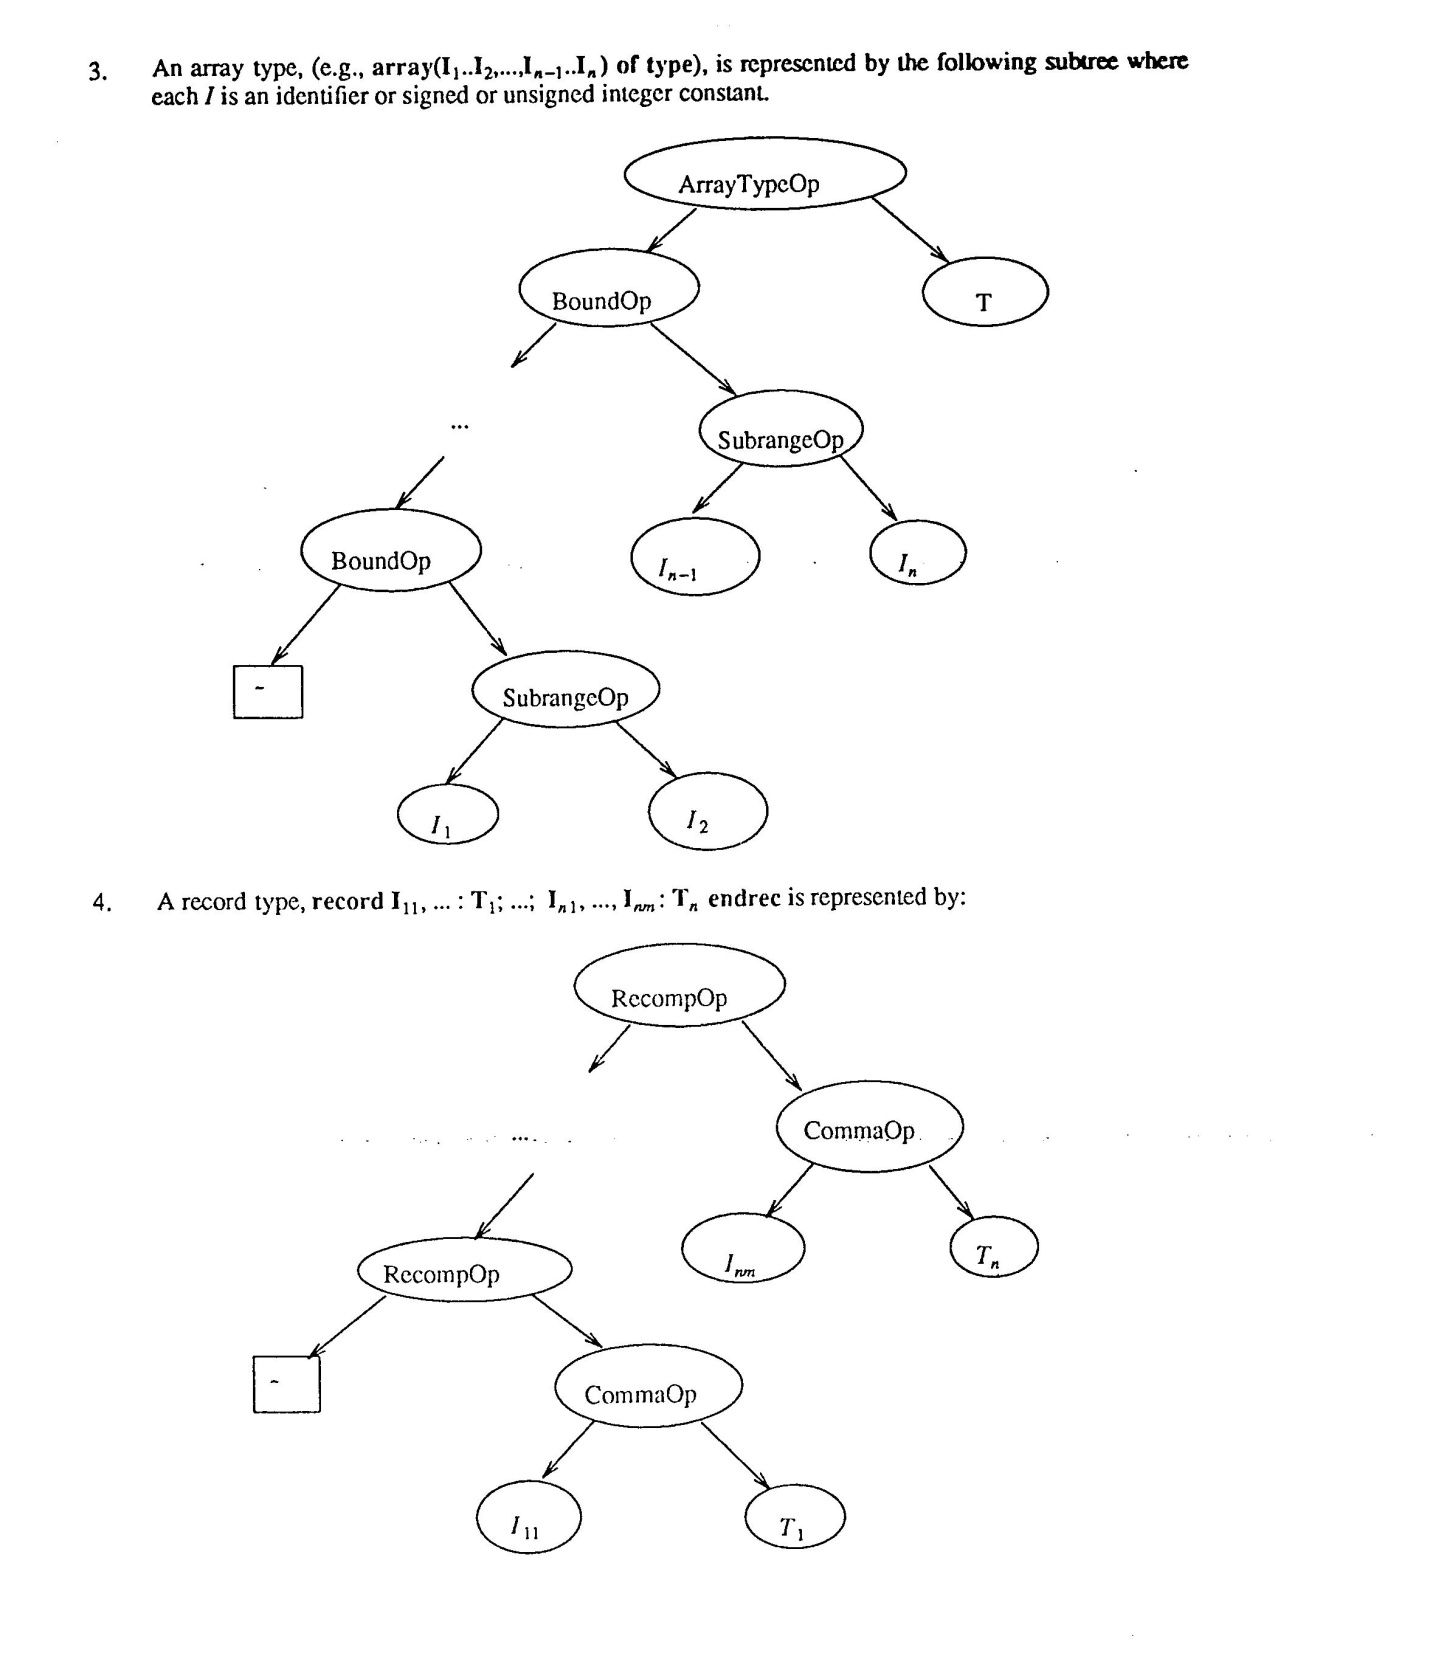 3. An array type, (e.g., array(I₁..I₂,...,Iₙ₋₁..Iₙ) of type), is represented by the following subtree where
each I is an identifier or signed or unsigned integer constant.
ArrayTypeOp
BoundOp
T
SubrangeOp
...
BoundOp
Iₙ₋₁
Iₙ
-
SubrangeOp
I₁
I₂
4. A record type, record I₁₁, ... : T₁; ...; Iₙ₁, ..., Iₙₘ: Tₙ endrec is represented by:
RecompOp
CommaOp
...
Iₙₘ
Tₙ
RecompOp
-
CommaOp
I₁₁
T₁